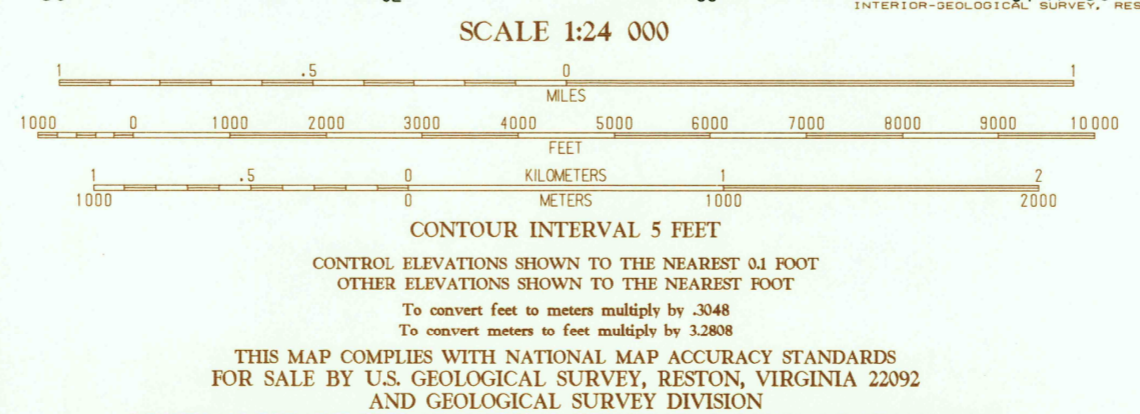 INTERIOR-GEOLOGICAL SURVEY, RES
SCALE 1:24 000
1 .5 0 1
MILES
1000 0 1000 2000 3000 4000 5000 6000 7000 8000 9000 10 000
FEET
1 .5 0 KILOMETERS 1 2
1000 0 METERS 1000 2000
CONTOUR INTERVAL 5 FEET
CONTROL ELEVATIONS SHOWN TO THE NEAREST 0.1 FOOT
OTHER ELEVATIONS SHOWN TO THE NEAREST FOOT
To convert feet to meters multiply by .3048
To convert meters to feet multiply by 3.2808
THIS MAP COMPLIES WITH NATIONAL MAP ACCURACY STANDARDS
FOR SALE BY U.S. GEOLOGICAL SURVEY, RESTON, VIRGINIA 22092
AND GEOLOGICAL SURVEY DIVISION